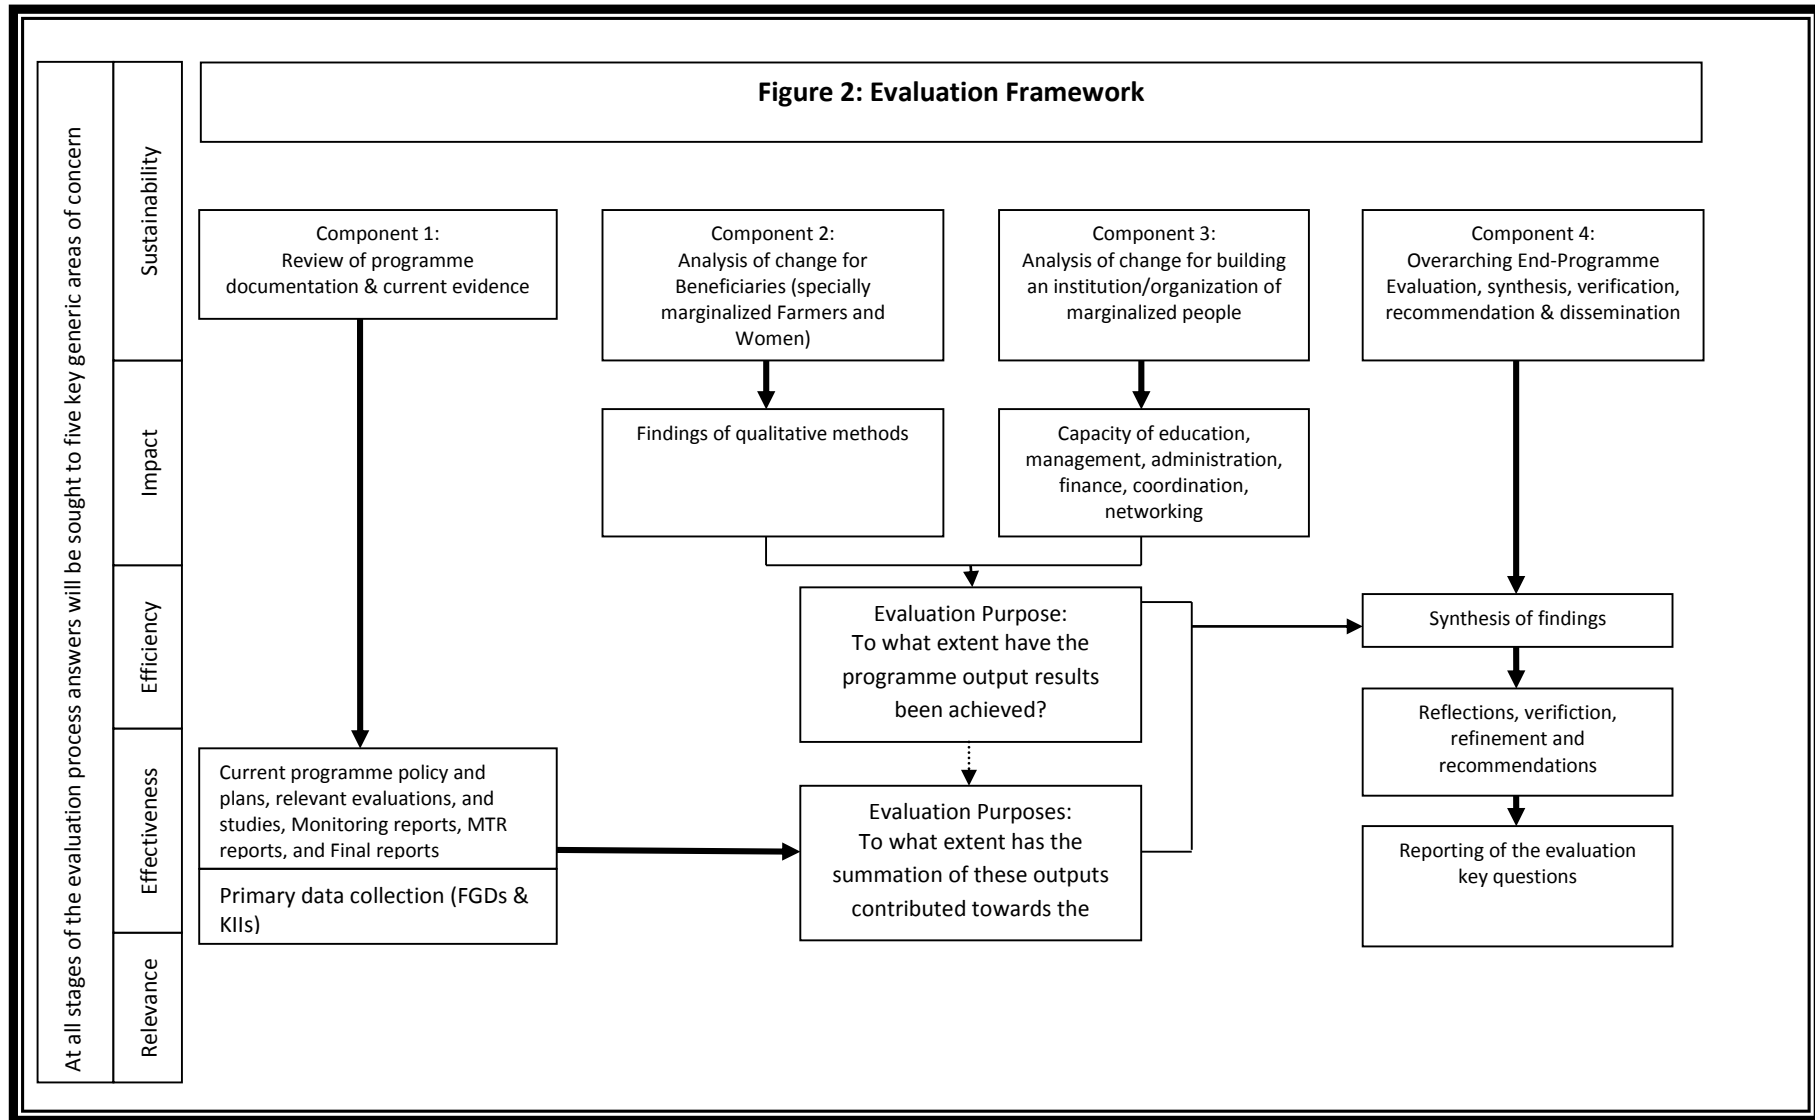 Figure 2: Evaluation Framework
At all stages of the evaluation process answers will be sought to five key generic areas of concern
Sustainability
Impact
Efficiency
Effectiveness
Relevance
Component 1:
Review of programme
documentation & current evidence
Component 2:
Analysis of change for
Beneficiaries (specially
marginalized Farmers and
Women)
Component 3:
Analysis of change for building
an institution/organization of
marginalized people
Component 4:
Overarching End-Programme
Evaluation, synthesis, verification,
recommendation & dissemination
Findings of qualitative methods
Capacity of education,
management, administration,
finance, coordination,
networking
Evaluation Purpose:
To what extent have the
programme output results
been achieved?
Synthesis of findings
Reflections, verifiction,
refinement and
recommendations
Current programme policy and
plans, relevant evaluations, and
studies, Monitoring reports, MTR
reports, and Final reports
Primary data collection (FGDs &
KIIs)
Evaluation Purposes:
To what extent has the
summation of these outputs
contributed towards the
Reporting of the evaluation
key questions